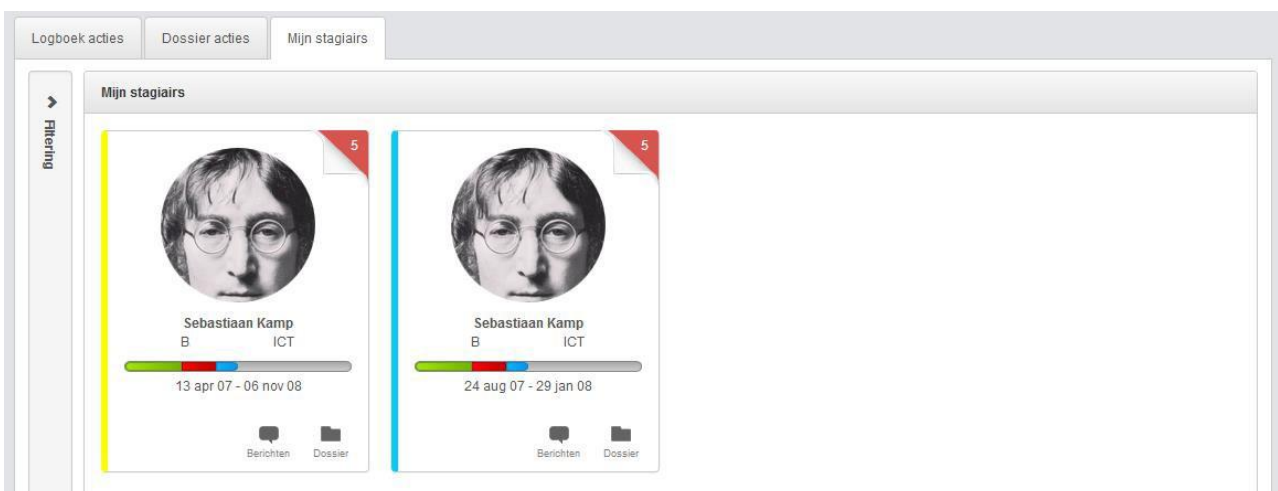 Logboek acties Dossier acties Mijn stagiairs
Filtering
Mijn stagiairs
5
Sebastiaan Kamp
B ICT
13 apr 07 - 06 nov 08
Berichten Dossier
5
Sebastiaan Kamp
B ICT
24 aug 07 - 29 jan 08
Berichten Dossier